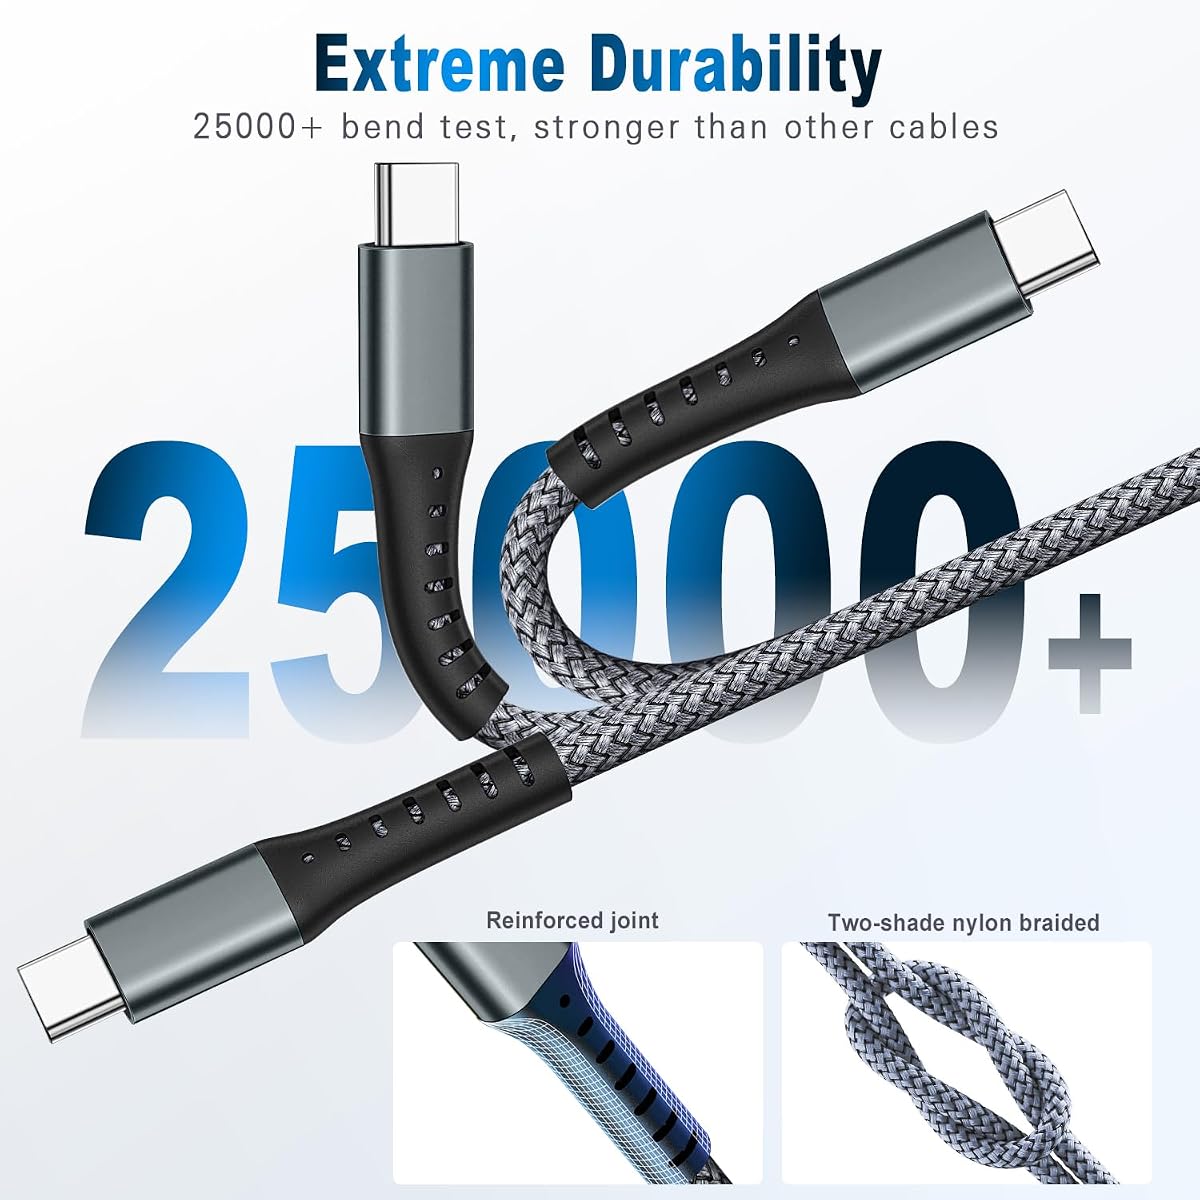 Extreme Durability
25000+ bend test, stronger than other cables
25000+
Reinforced joint
Two-shade nylon braided